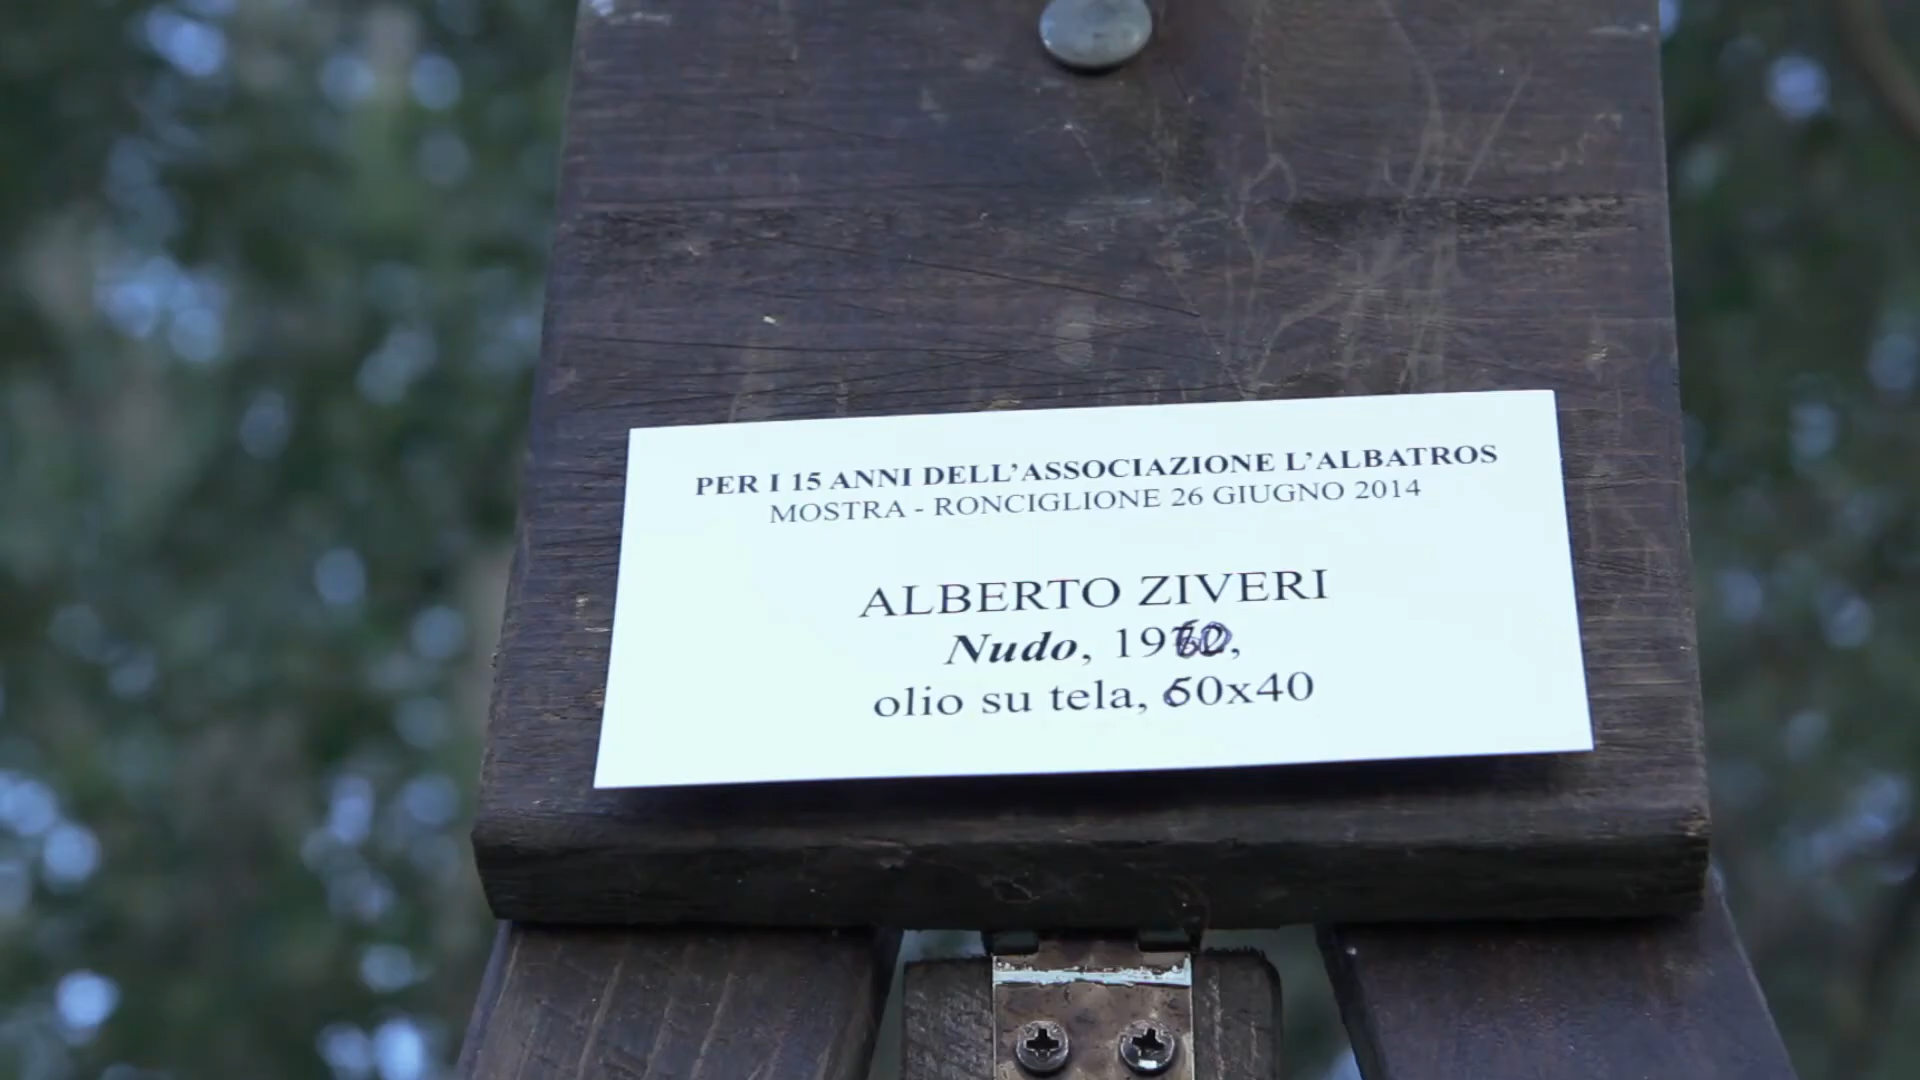 PER I 15 ANNI DELL'ASSOCIAZIONE L'ALBATROS
MOSTRA - RONCIGLIONE 26 GIUGNO 2014
ALBERTO ZIVERI
Nudo, 1960,
olio su tela, 60x40